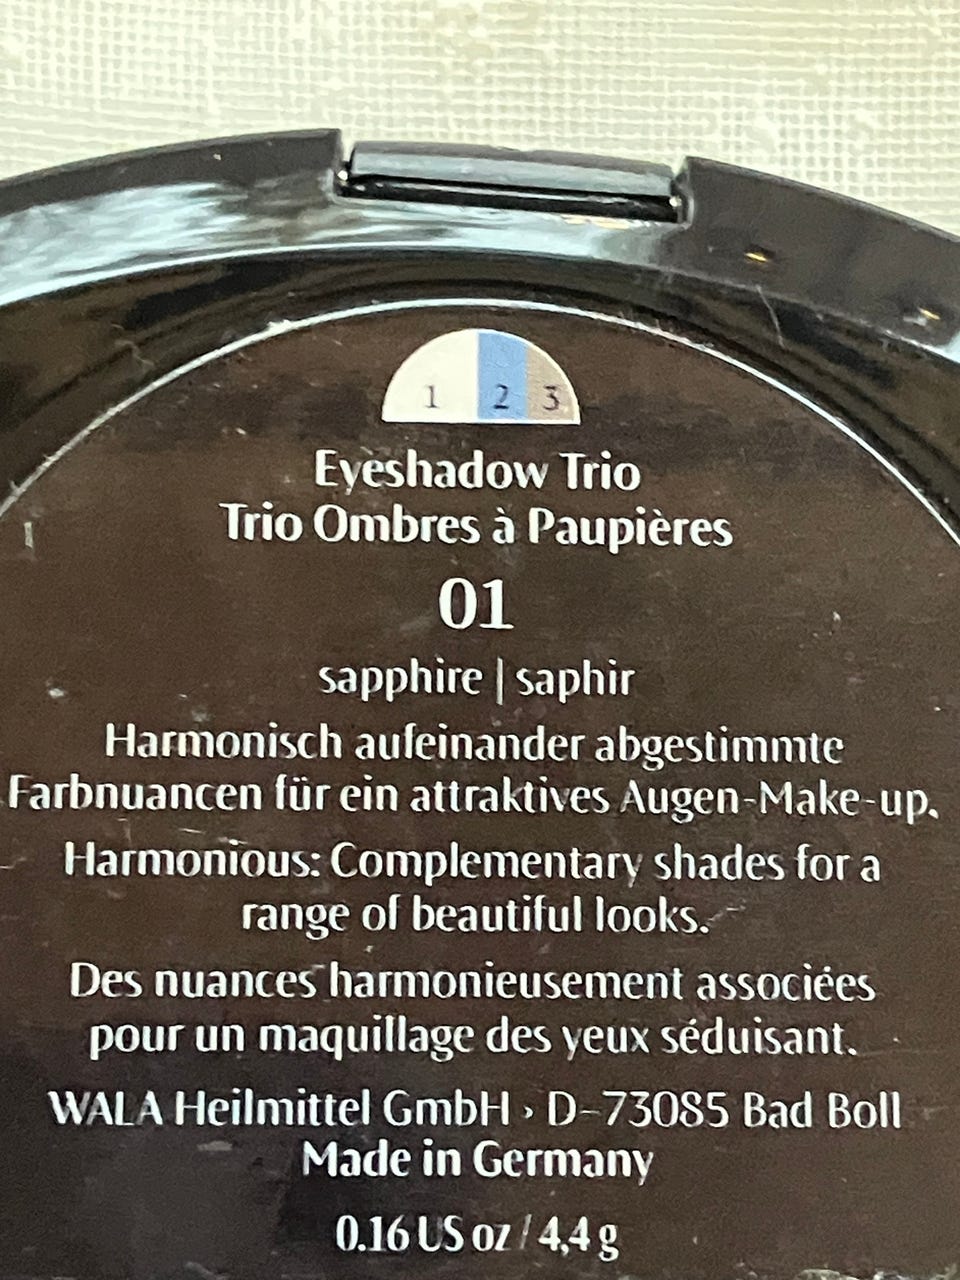 1 2 3
Eyeshadow Trio
Trio Ombres à Paupières
01
sapphire | saphir
Harmonisch aufeinander abgestimmte
Farbnuancen für ein attraktives Augen-Make-up.
Harmonious: Complementary shades for a
range of beautiful looks.
Des nuances harmonieusement associées
pour un maquillage des yeux séduisant.
WALA Heilmittel GmbH › D-73085 Bad Boll
Made in Germany
0.16 US oz / 4,4 g